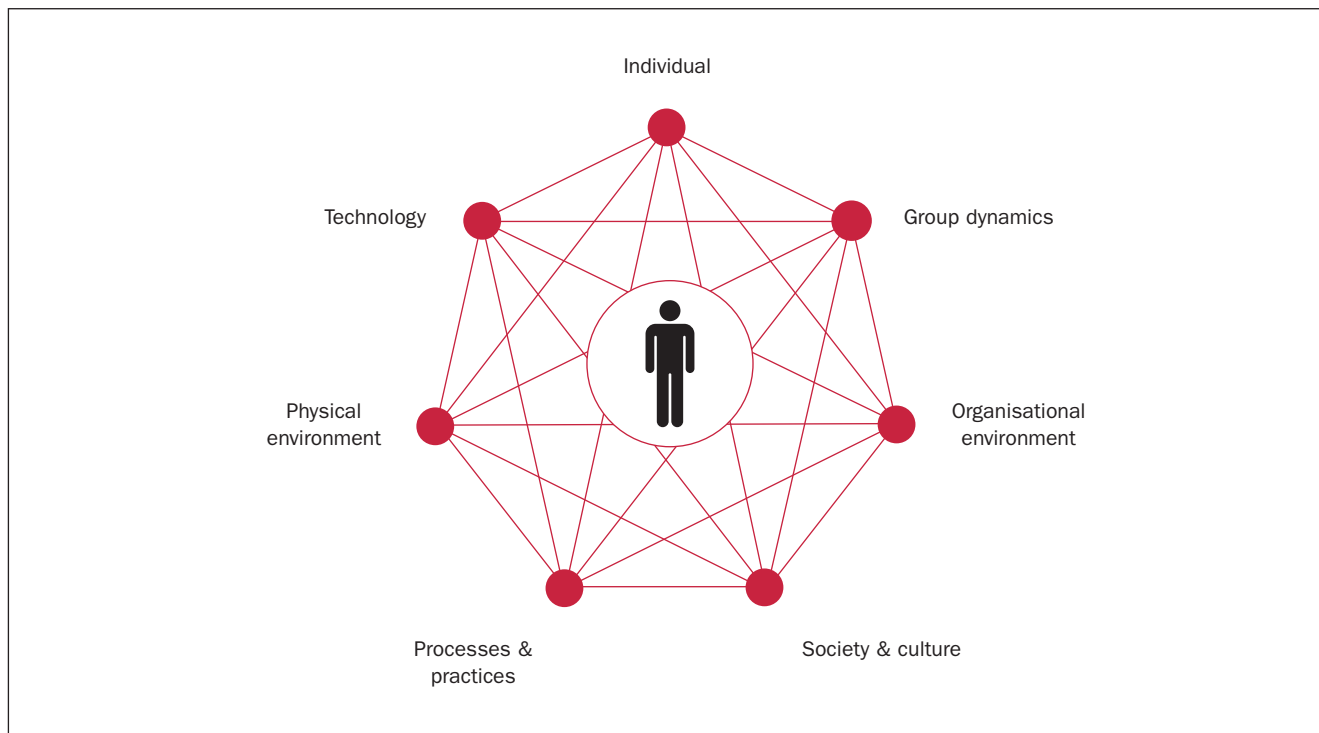 Individual
Technology
Group dynamics
Physical
environment
Organisational
environment
Processes &
practices
Society & culture